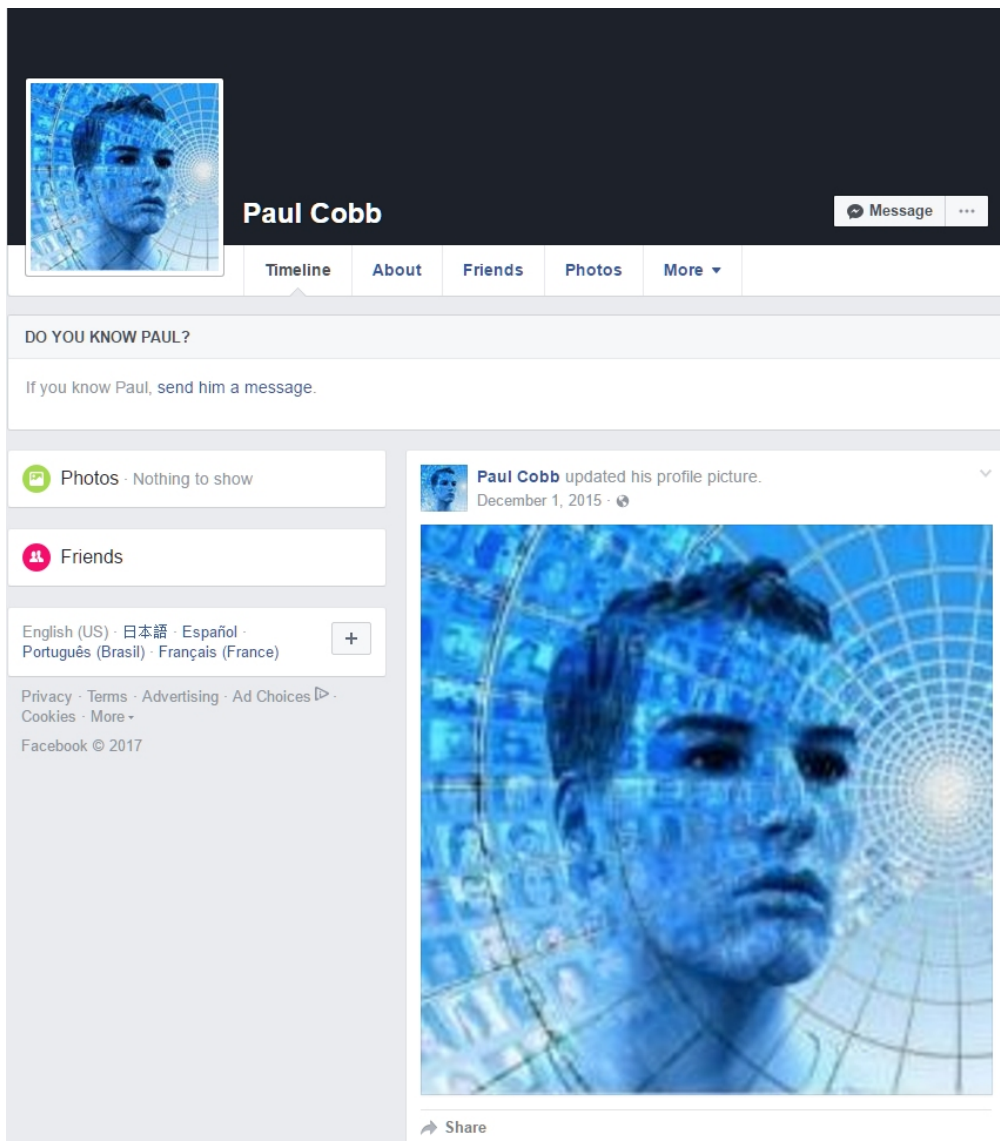 Paul Cobb
Message
Timeline About Friends Photos More
DO YOU KNOW PAUL?
If you know Paul, send him a message.
Photos · Nothing to show
Friends
English (US) · 日本語 · Español ·
Português (Brasil) · Français (France)
+
Privacy · Terms · Advertising · Ad Choices ·
Cookies · More
Facebook © 2017
Paul Cobb updated his profile picture.
December 1, 2015 ·
Share